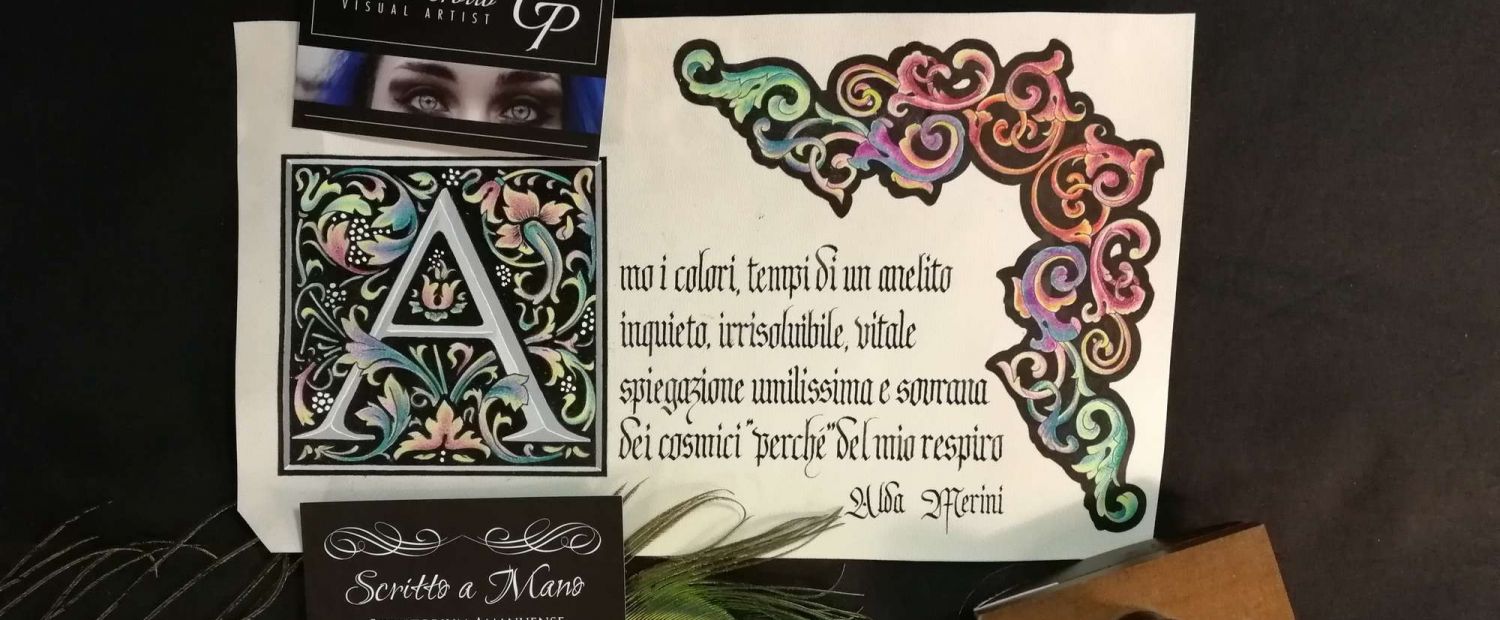 VISUAL ARTIST
CP
Amo i colori, tempi di un anelito
inquieto, irrisoluibile, vitale
spiegazione umilissima e sovrana
dei cosmici "perché" del mio respiro
Alda Merini
Scritto a Mano